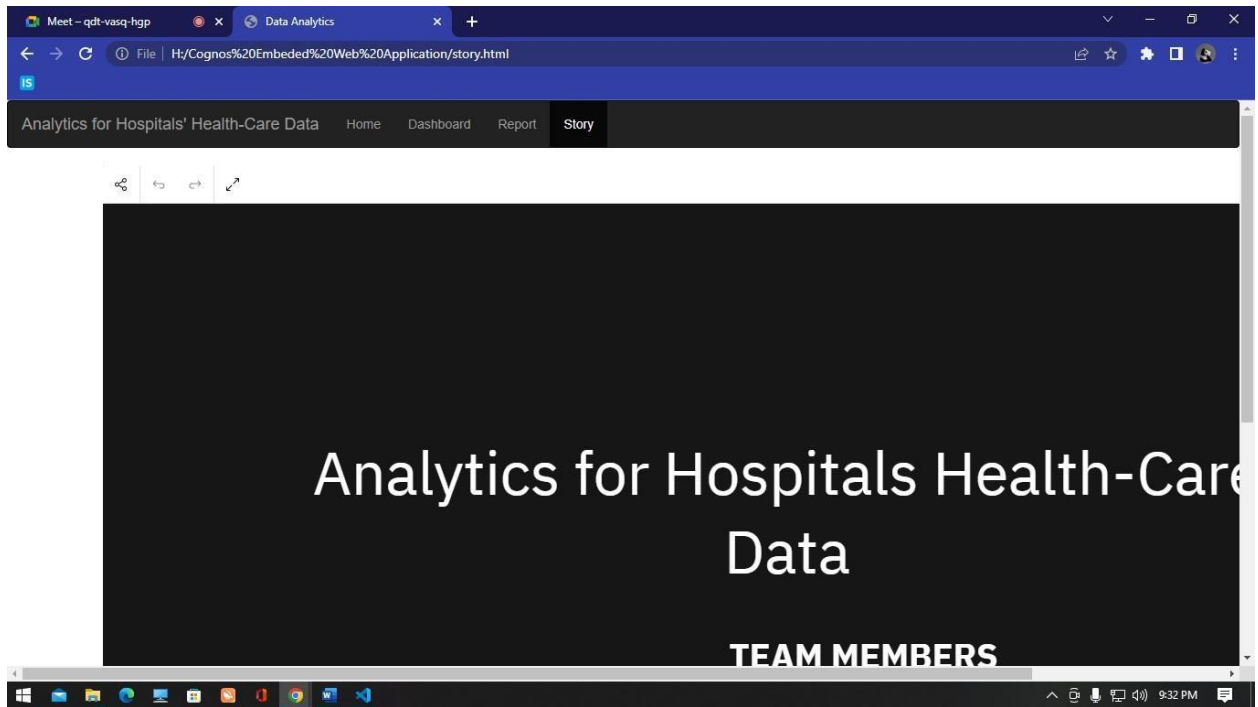 Meet – qdt-vasq-hgp
Data Analytics
File | H:/Cognos%20Embeded%20Web%20Application/story.html
IS
Analytics for Hospitals' Health-Care Data Home Dashboard Report Story
Analytics for Hospitals Health-Care
Data
TEAM MEMBERS
9:32 PM